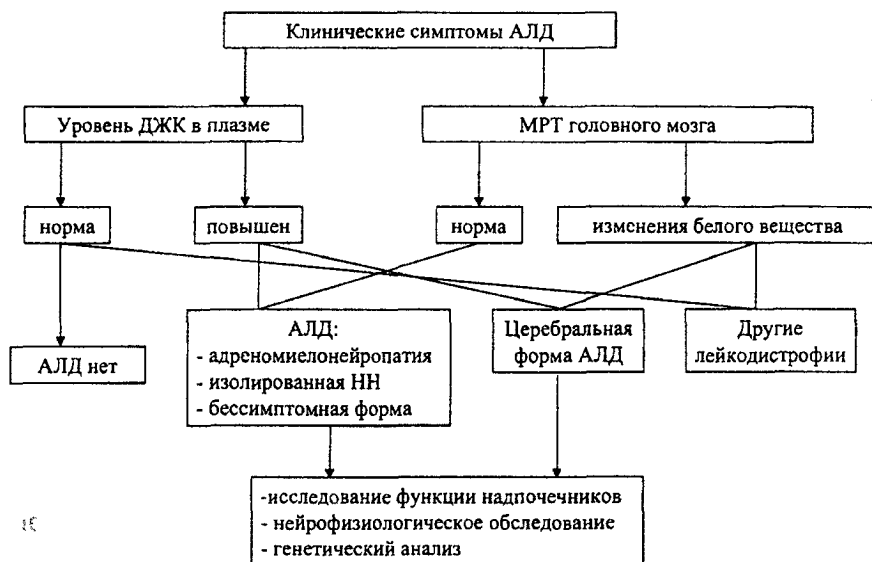 Клинические симптомы АЛД
Уровень ДЖК в плазме
МРТ головного мозга
норма
повышен
норма
измснения белого вещества
АЛД нет
АЛД:
- адреномиелонейропатия
- изолированная НН
- бессимптомная форма
Церебральная
форма АЛД
Другие
лейкодистрофии
-исследование функции надпочечников
- нейрофизиологическое обследование
- генетический анализ